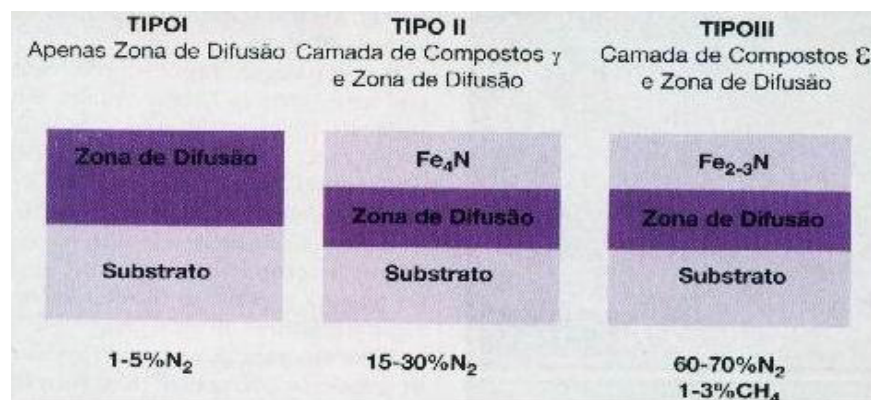 TIPOI
Apenas Zona de Difusão
Zona de Difusão
Substrato
1-5%N₂
TIPO II
Camada de Compostos γ
e Zona de Difusão
Fe₄N
Zona de Difusão
Substrato
15-30%N₂
TIPOIII
Camada de Compostos Ɛ
e Zona de Difusão
Fe₂₋₃N
Zona de Difusão
Substrato
60-70%N₂
1-3%CH₄